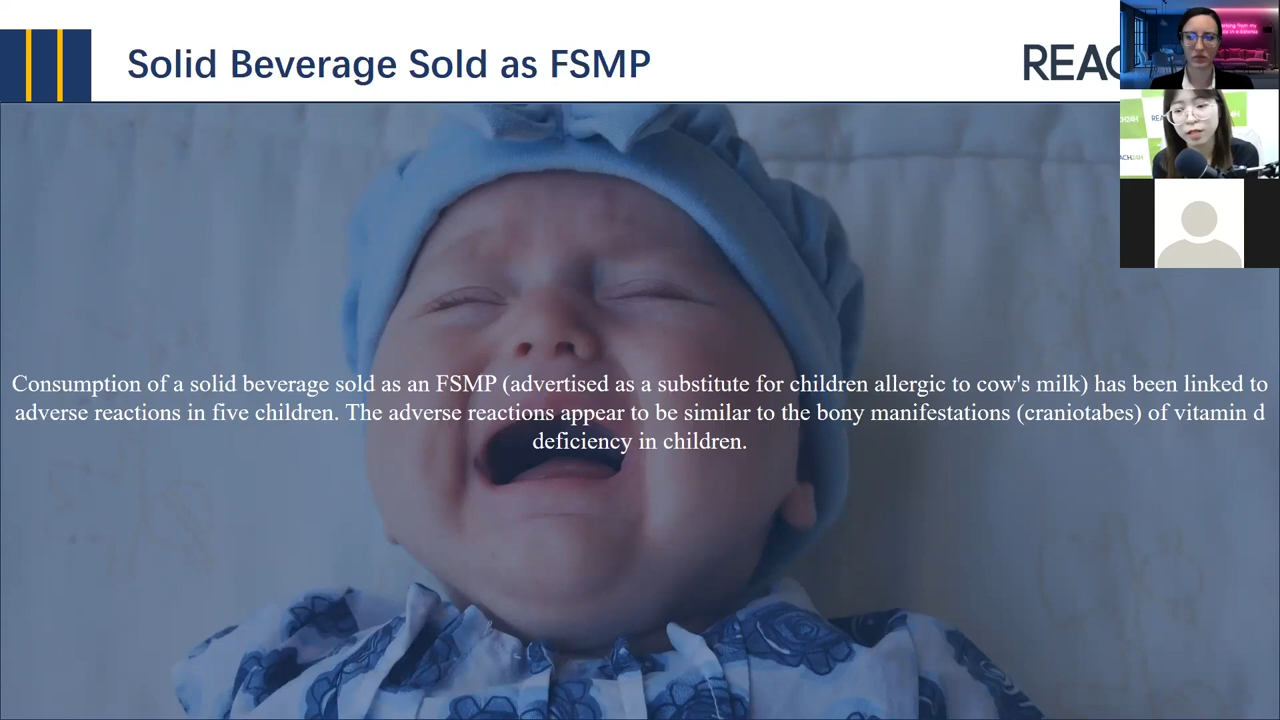 Solid Beverage Sold as FSMP
REAC
Consumption of a solid beverage sold as an FSMP (advertised as a substitute for children allergic to cow's milk) has been linked to
adverse reactions in five children. The adverse reactions appear to be similar to the bony manifestations (craniotabes) of vitamin d
deficiency in children.